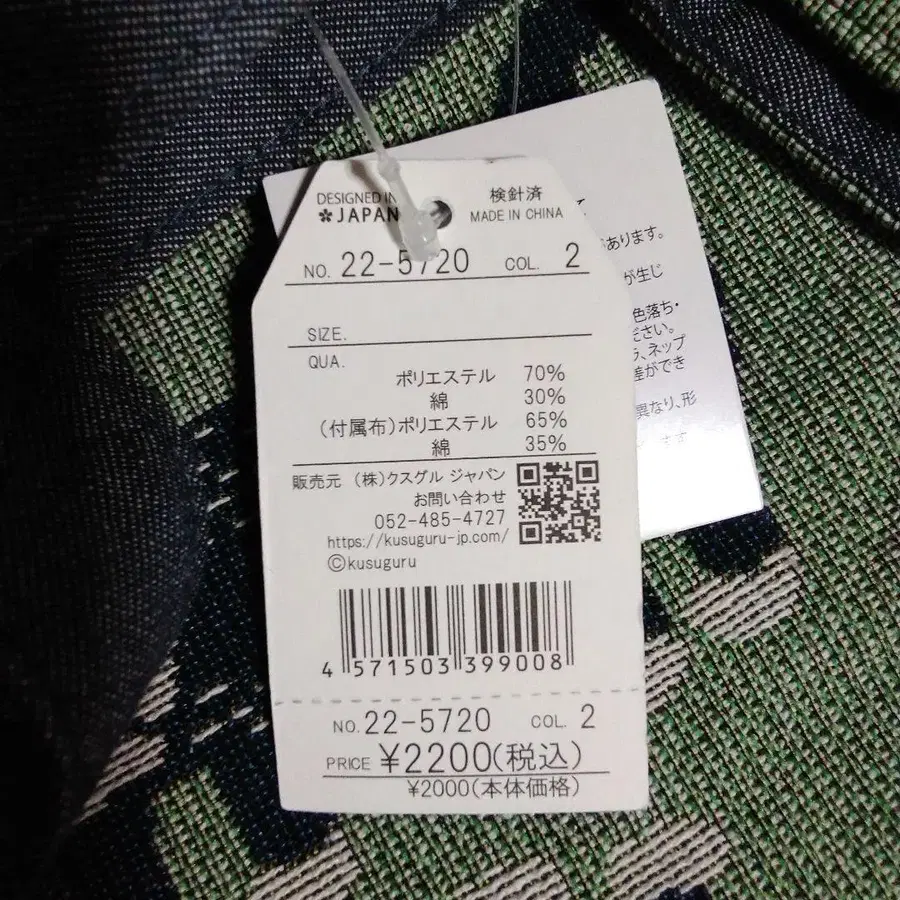 DESIGNED IN
JAPAN
検針済
MADE IN CHINA
NO. 22-5720 COL. 2
SIZE.
QUA.
ポリエステル 70%
綿 30%
(付属布)ポリエステル 65%
綿 35%
販売元 (株)クスグル ジャパン
お問い合わせ
052-485-4727
https://kusuguru-jp.com/
©kusuguru
4 571503 399008
NO. 22-5720 COL. 2
PRICE ¥2200(税込)
¥2000(本体価格)
あります。
が生じ
色落ち・
ださい。
ネップ
差ができ
異なり、形
します